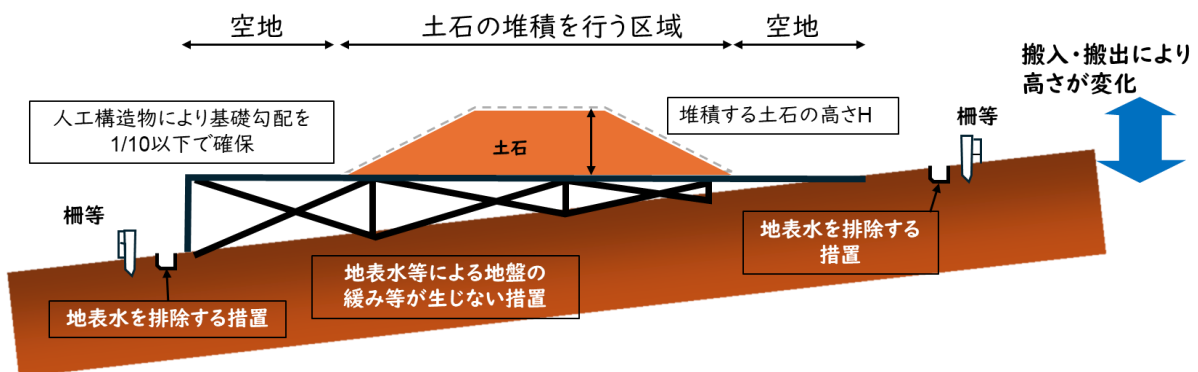 空地
土石の堆積を行う区域
空地
搬入・搬出により
高さが変化
人工構造物により基礎勾配を
1/10以下で確保
堆積する土石の高さH
柵等
土石
柵等
地表水を排除する
措置
地表水等による地盤の
緩み等が生じない措置
地表水を排除する措置